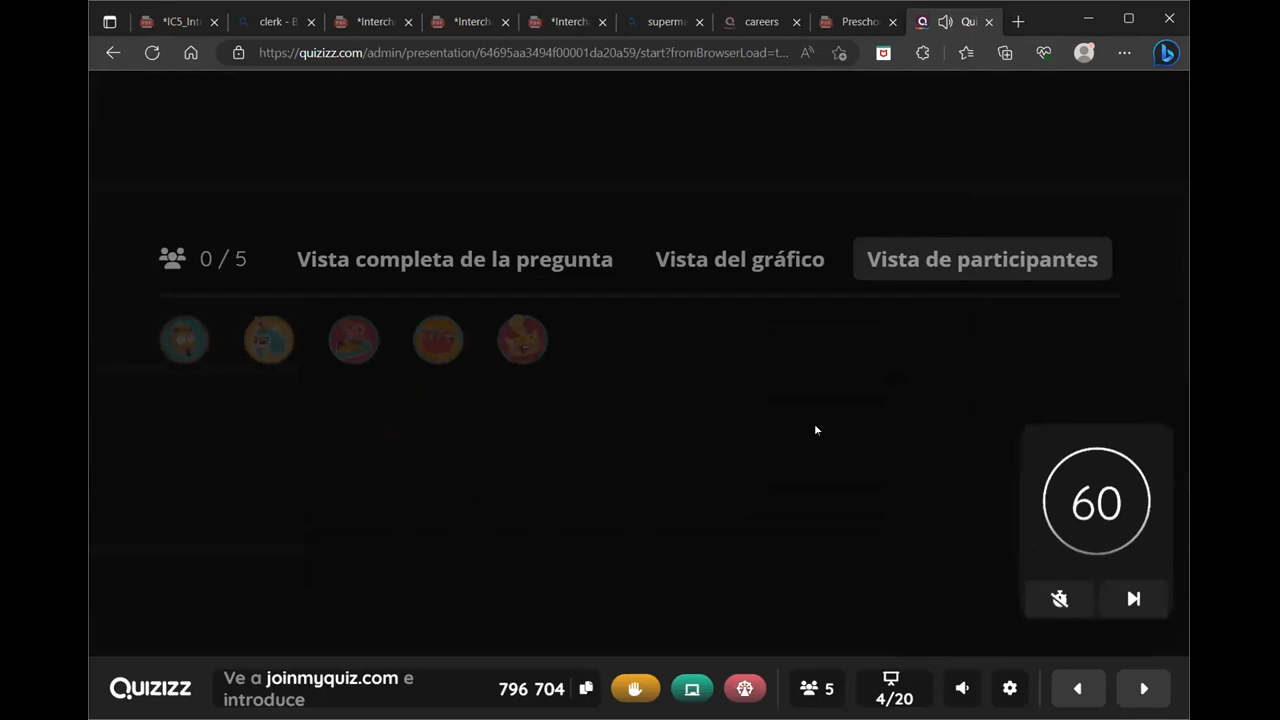 *IC5_Int
clerk - B
*Interch
*Interch
*Interch
superma
careers
Prescho
Qui
https://quizizz.com/admin/presentation/64695aa3494f00001da20a59/start?fromBrowserLoad=t...
0 / 5
Vista completa de la pregunta
Vista del gráfico
Vista de participantes
60
Quizizz
Ve a joinmyquiz.com e
introduce
796 704
5
4/20